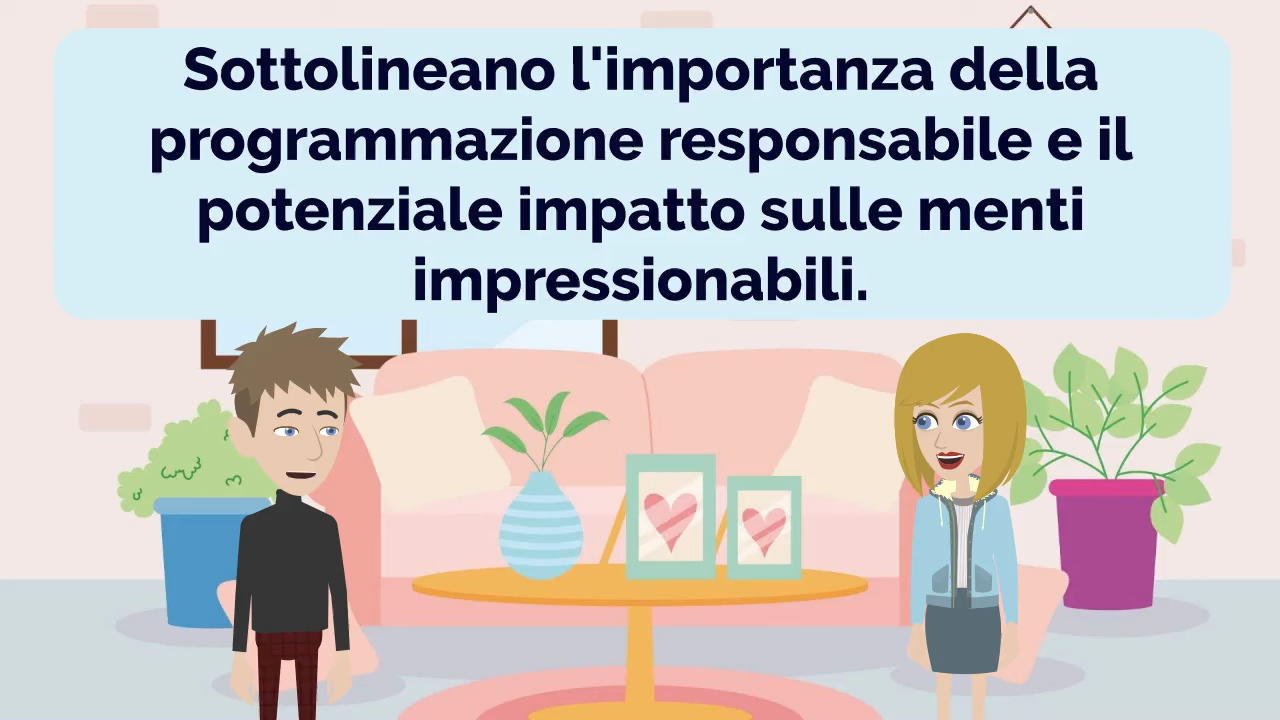 Sottolineano l'importanza della
programmazione responsabile e il
potenziale impatto sulle menti
impressionabili.